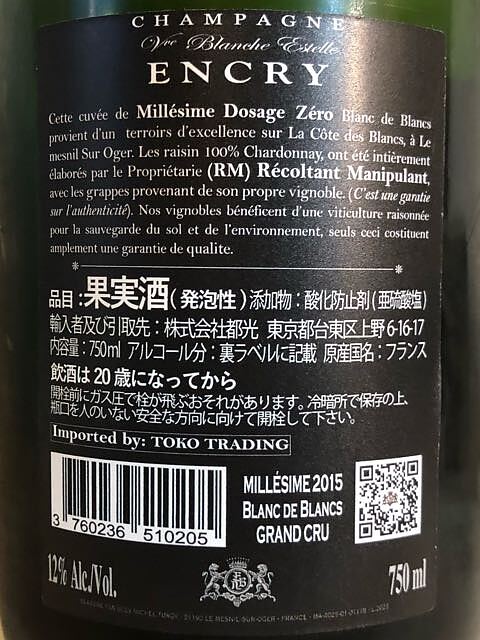 CHAMPAGNE
Vve Blanche Estelle
ENCRY
Cette cuvée de Millésime Dosage Zéro Blanc de Blancs
provient d'un terroirs d'excellence sur La Côte des Blancs, à Le
mesnil Sur Oger. Les raisin 100% Chardonnay, ont été intièrement
élaborés par le Propriétarie (RM) Récoltant Manipulant,
avec les grappes provenant de son propre vignoble. (C'est une garatie
sur l'authenticité). Nos vignobles bénéficent d'une viticulture raisonnée
pour la sauvegarde du sol et de l'environnement, seuls ceci costituent
amplement une garantie de qualite.
品目:果実酒(発泡性) 添加物:酸化防止剤(亜硫酸塩)
輸入者及び引取先:株式会社都光 東京都台東区上野6-16-17
内容量:750ml アルコール分:裏ラベルに記載 原産国名:フランス
飲酒は20歳になってから
開栓前にガス圧で栓が飛ぶおそれがあります。冷暗所で保存の上、
瓶口を人のいない安全な方向に向けて開栓して下さい。
Imported by: TOKO TRADING
3 760236 510205
MILLÉSIME 2015
BLANC DE BLANCS
GRAND CRU
12% Alc./Vol.
750 ml